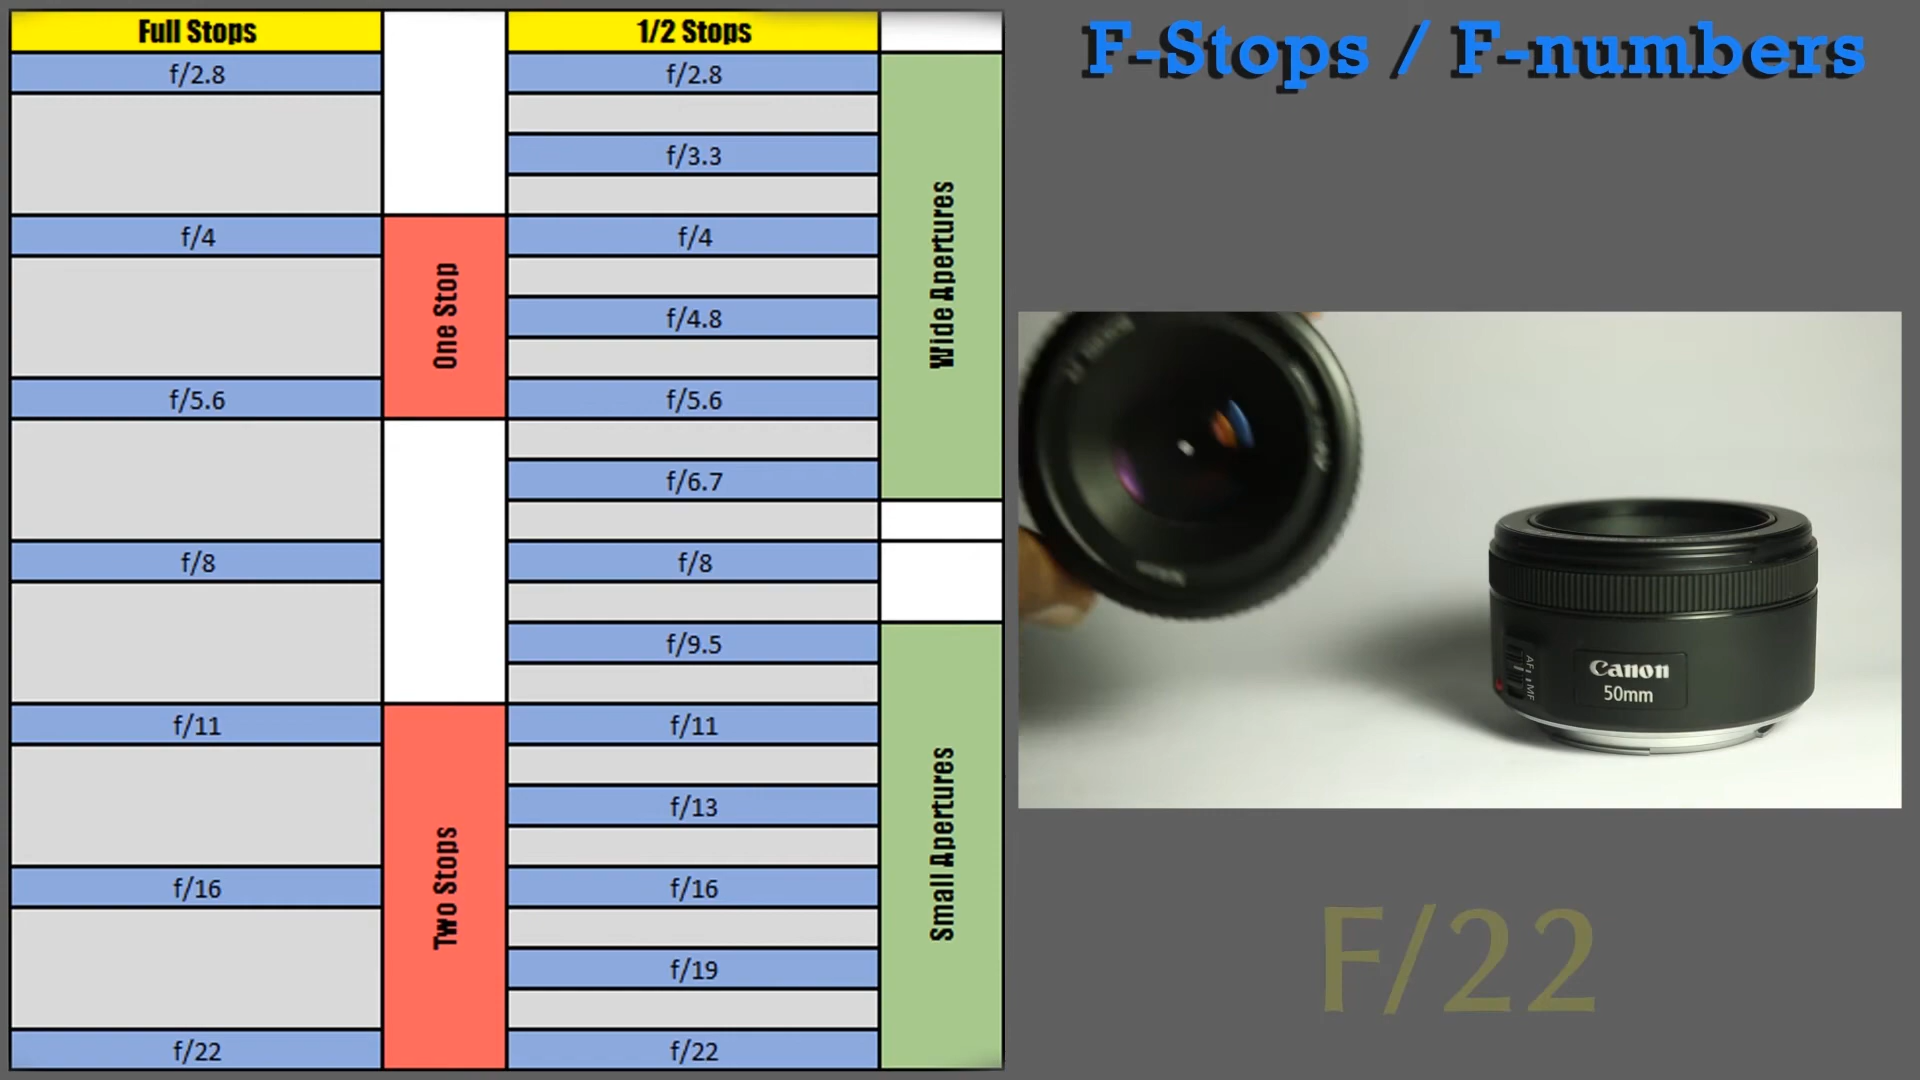 Full Stops
1/2 Stops
f/2.8
f/2.8
f/3.3
f/4
f/4
f/4.8
f/5.6
f/5.6
f/6.7
f/8
f/8
f/9.5
f/11
f/11
f/13
f/16
f/16
f/19
f/22
f/22
One Stop
Two Stops
Wide Apertures
Small Apertures
F-Stops / F-numbers
AF MF
Canon
50mm
F/22